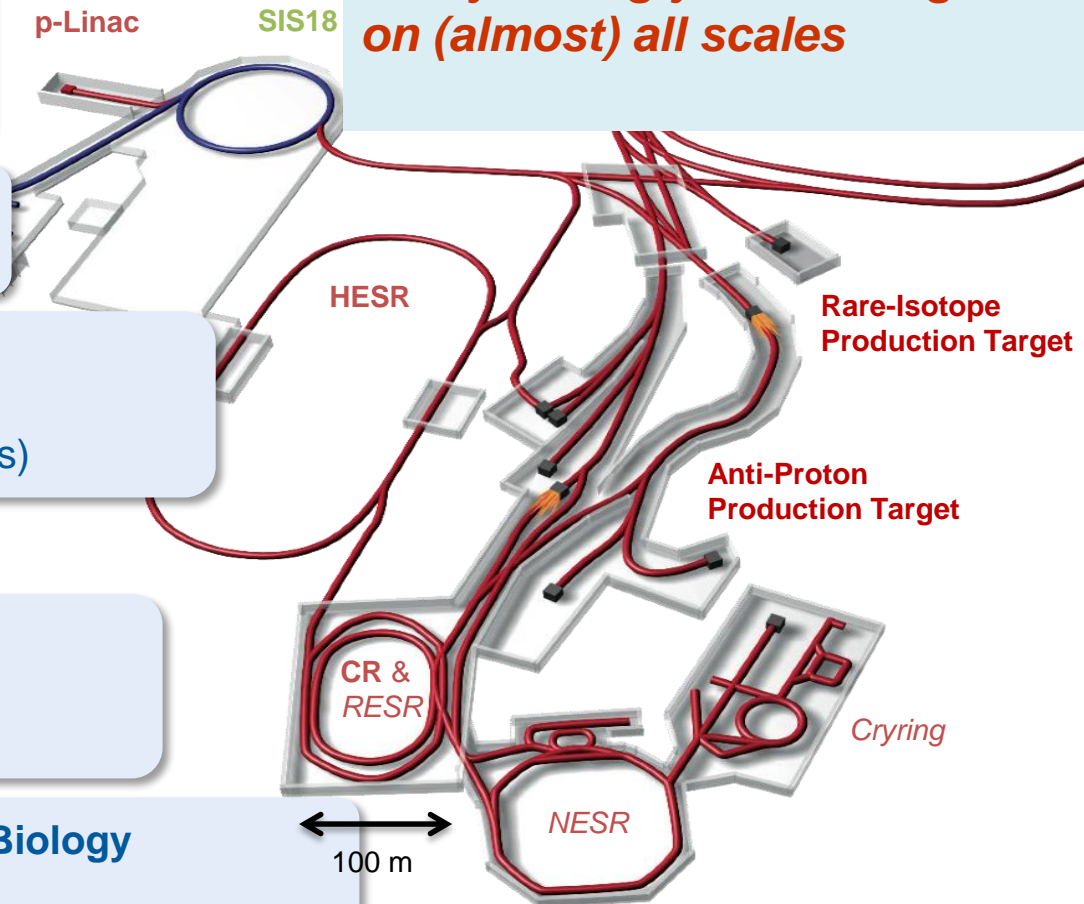 p-Linac
SIS18
on (almost) all scales
HESR
Rare-Isotope
Production Target
s)
Anti-Proton
Production Target
CR &
RESR
Cryring
NESR
Biology
100 m